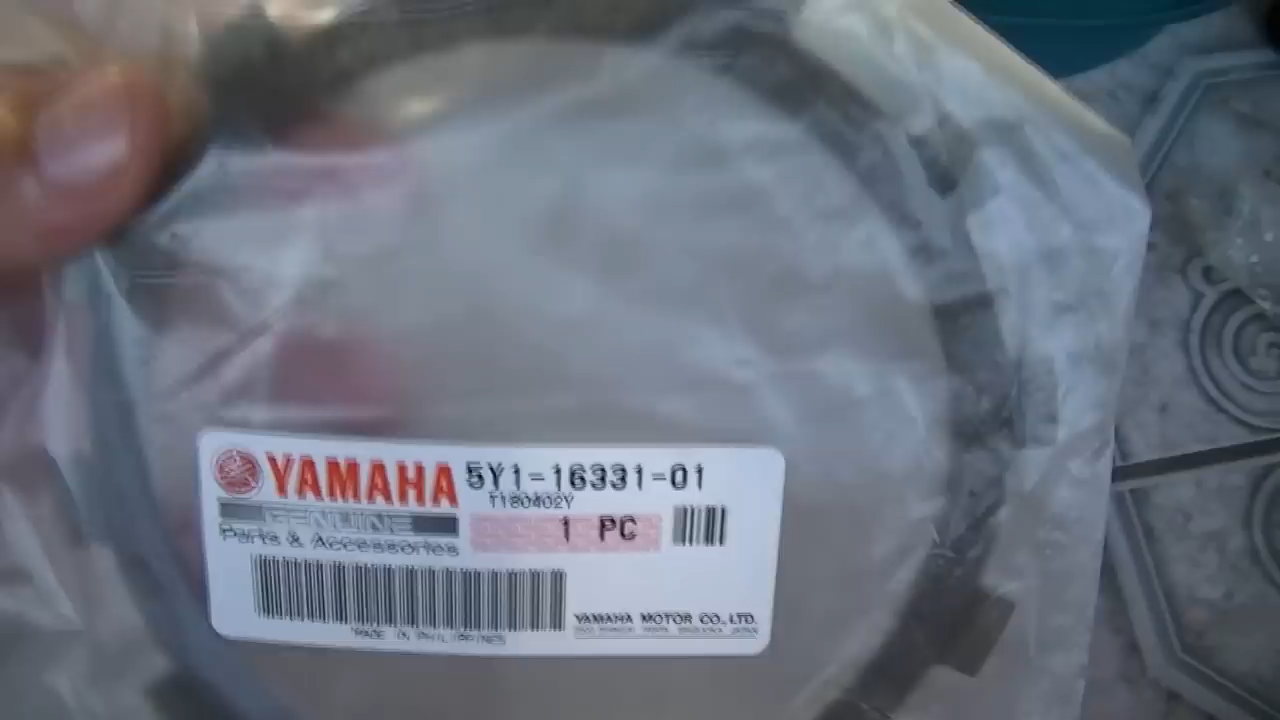 YAMAHA 5Y1-16331-01
T180402Y
GENUINE 1 PC
Parts & Accessories
YAMAHA MOTOR CO., LTD.
MADE IN PHILIPPINES